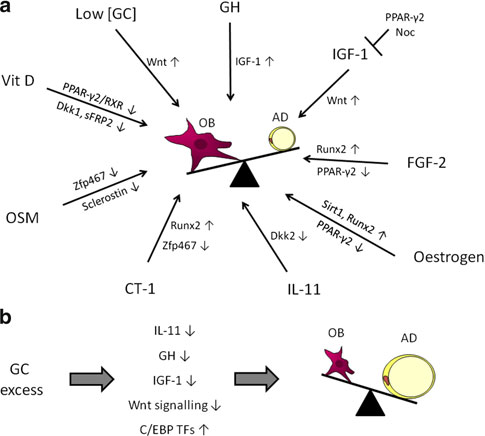 a
Low [GC]
GH
PPAR-γ2
Noc
IGF-1
Wnt ↑
IGF-1 ↑
Vit D
PPAR-γ2/RXR ↓
Dkk1, sFRP2 ↓
OB
AD
Wnt ↑
Runx2 ↑
PPAR-γ2 ↓
FGF-2
Zfp467 ↓
Sclerostin ↓
OSM
Runx2 ↑
Zfp467 ↓
CT-1
Dkk2 ↓
IL-11
Sirt1, Runx2 ↑
PPAR-γ2 ↓
Oestrogen
b
GC
excess
IL-11 ↓
GH ↓
IGF-1 ↓
Wnt signalling ↓
C/EBP TFs ↑
OB
AD